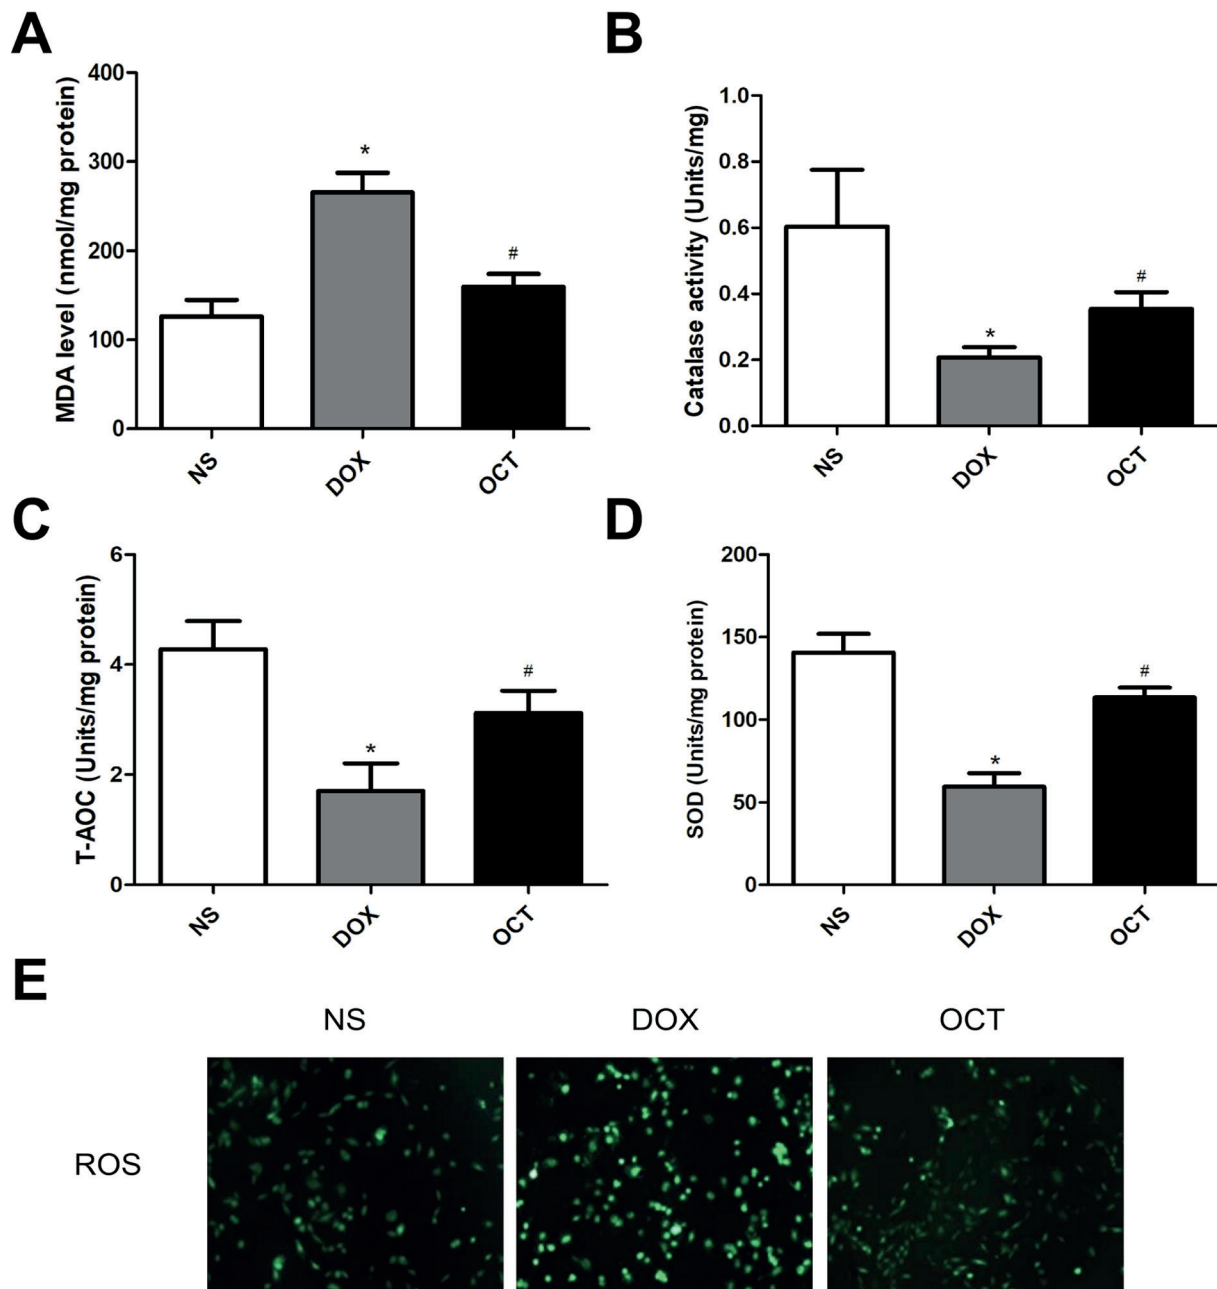 A
MDA level (nmol/mg protein)
400
300
200
100
0
*
#
NS
DOX
OCT
B
Catalase activity (Units/mg)
1.0
0.8
0.6
0.4
0.2
0.0
*
#
NS
DOX
OCT
C
T-AOC (Units/mg protein)
6
4
2
0
*
#
NS
DOX
OCT
D
SOD (Units/mg protein)
200
150
100
50
0
*
#
NS
DOX
OCT
E
NS DOX OCT
ROS